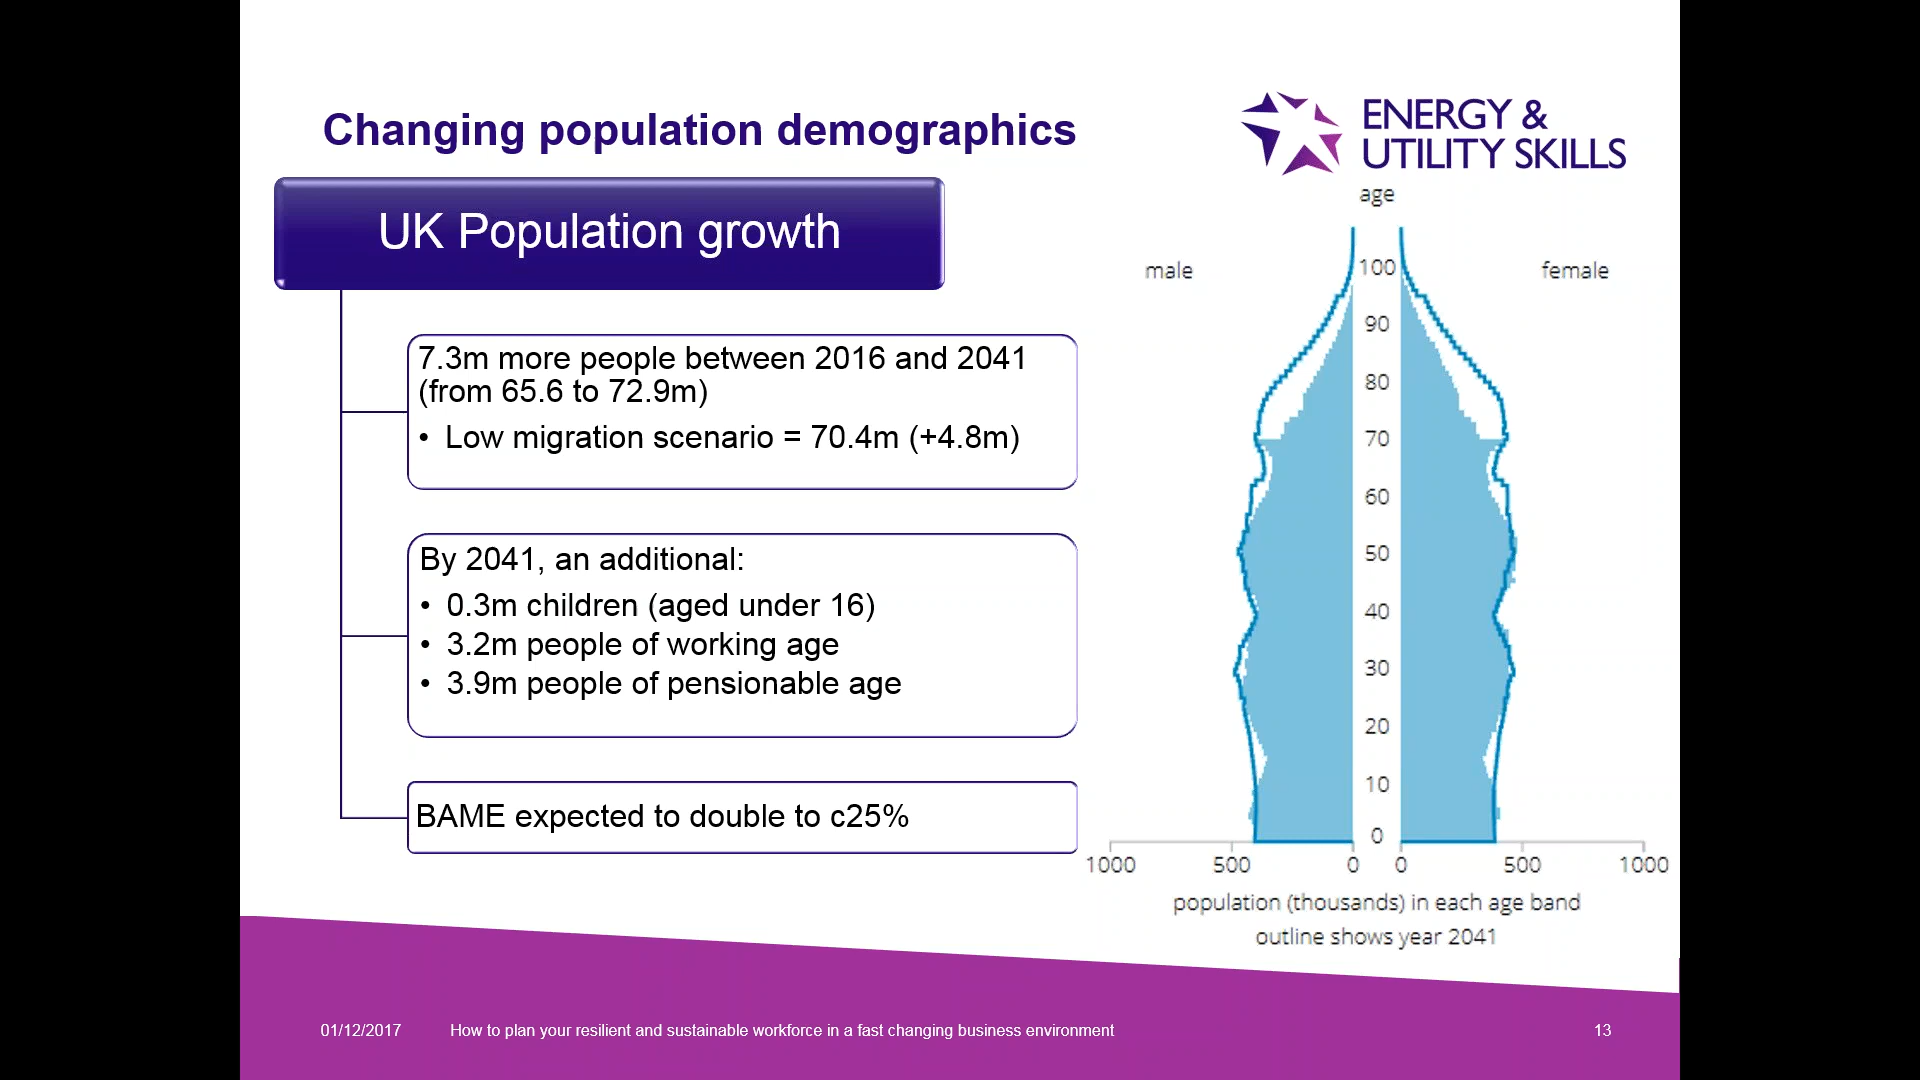 Changing population demographics
ENERGY &
UTILITY SKILLS
UK Population growth
7.3m more people between 2016 and 2041
(from 65.6 to 72.9m)
• Low migration scenario = 70.4m (+4.8m)
By 2041, an additional:
• 0.3m children (aged under 16)
• 3.2m people of working age
• 3.9m people of pensionable age
BAME expected to double to c25%
age
male
female
100
90
80
70
60
50
40
30
20
10
0
1000 500 0 0 500 1000
population (thousands) in each age band
outline shows year 2041
01/12/2017 How to plan your resilient and sustainable workforce in a fast changing business environment 13